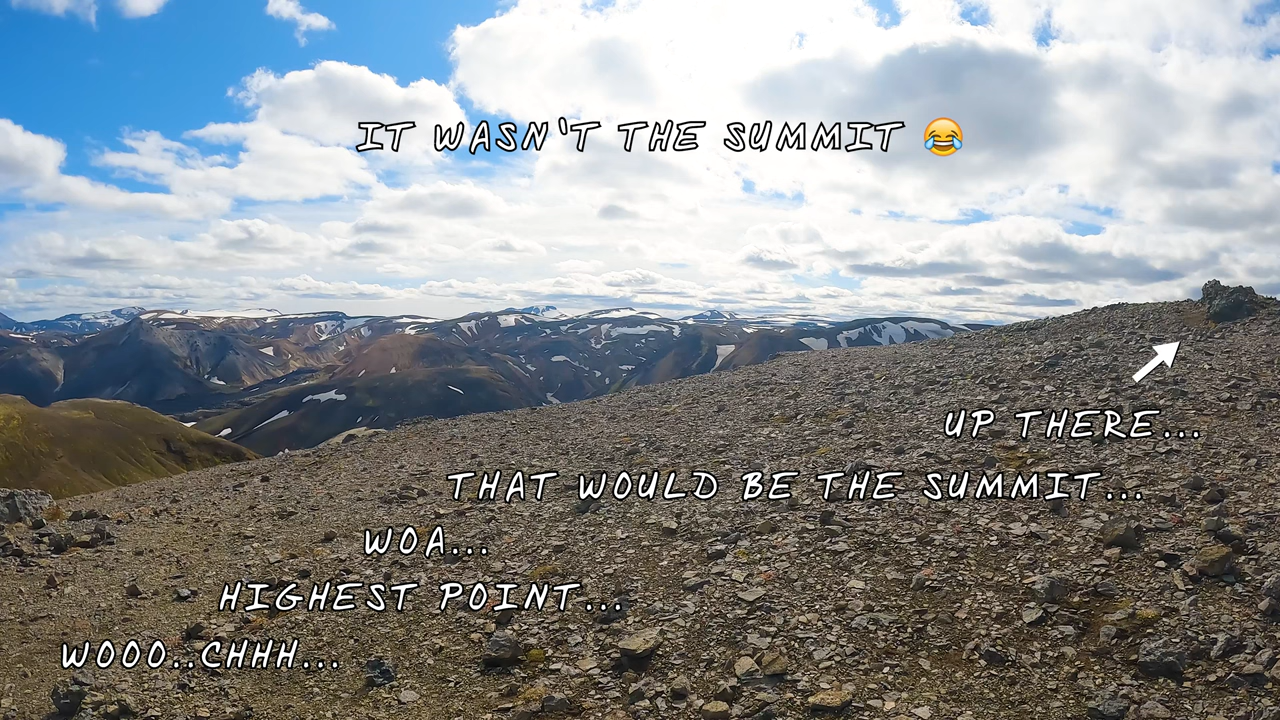 IT WASN'T THE SUMMIT 😂
UP THERE...
THAT WOULD BE THE SUMMIT...
WOA...
HIGHEST POINT...
WOOO..CHHH...